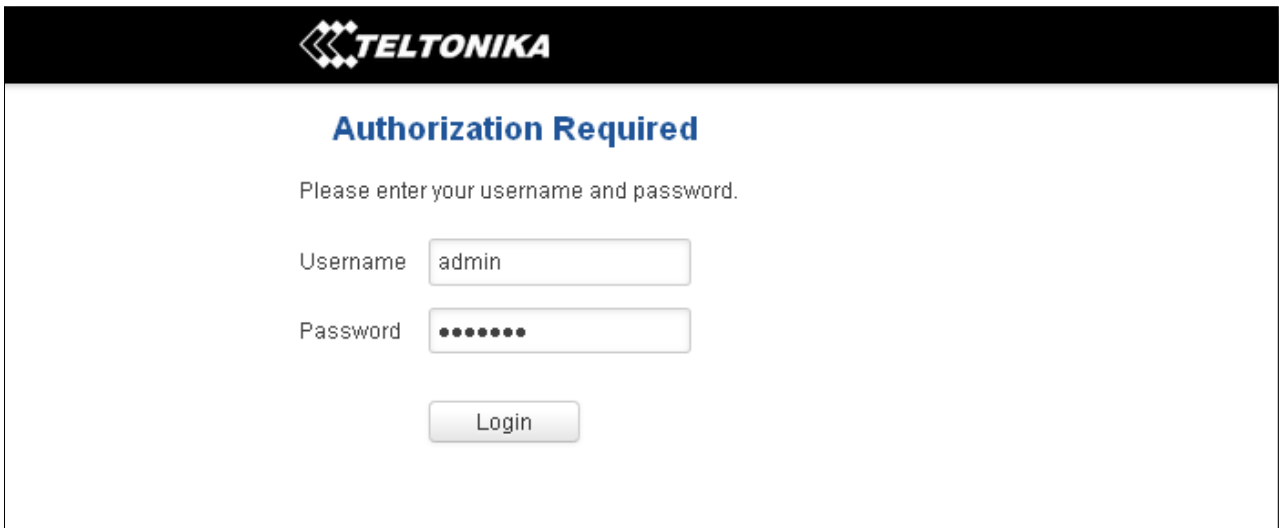 TELTONIKA
Authorization Required
Please enter your username and password.
Username admin
Password •••••••
Login